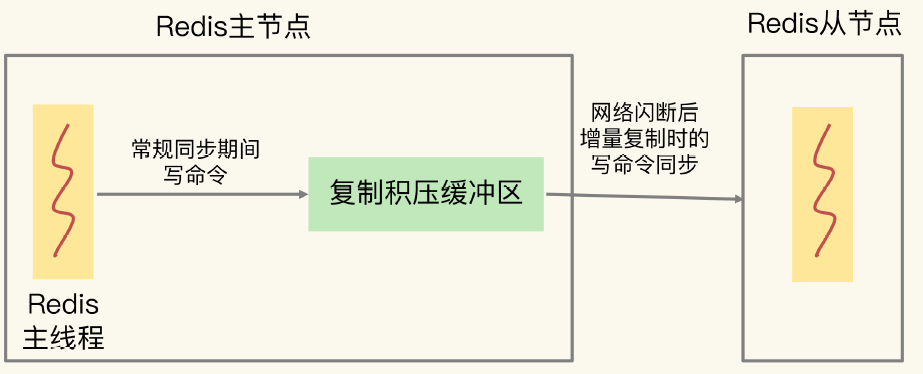 Redis主节点
Redis从节点
常规同步期间
写命令
复制积压缓冲区
网络闪断后
增量复制时的
写命令同步
Redis
主线程